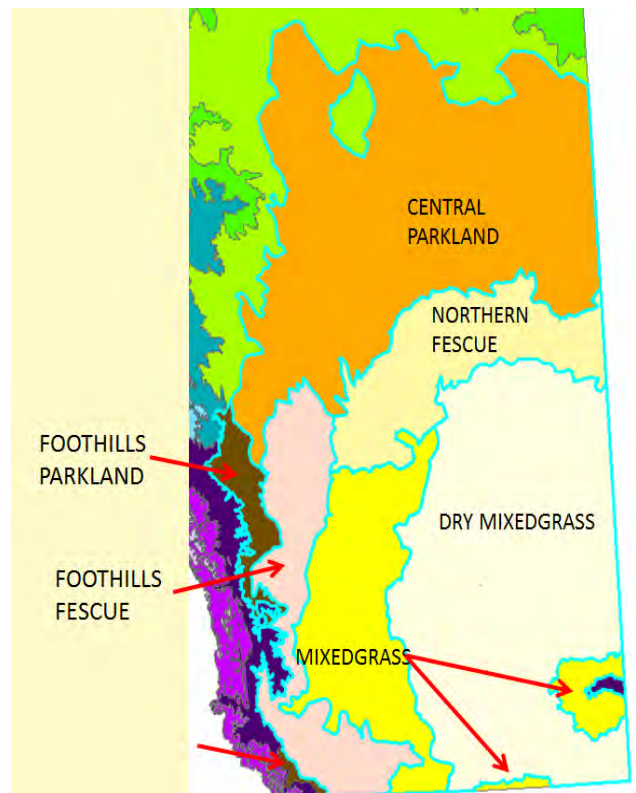 CENTRAL
PARKLAND
NORTHERN
FESCUE
FOOTHILLS
PARKLAND
DRY MIXEDGRASS
FOOTHILLS
FESCUE
MIXEDGRASS